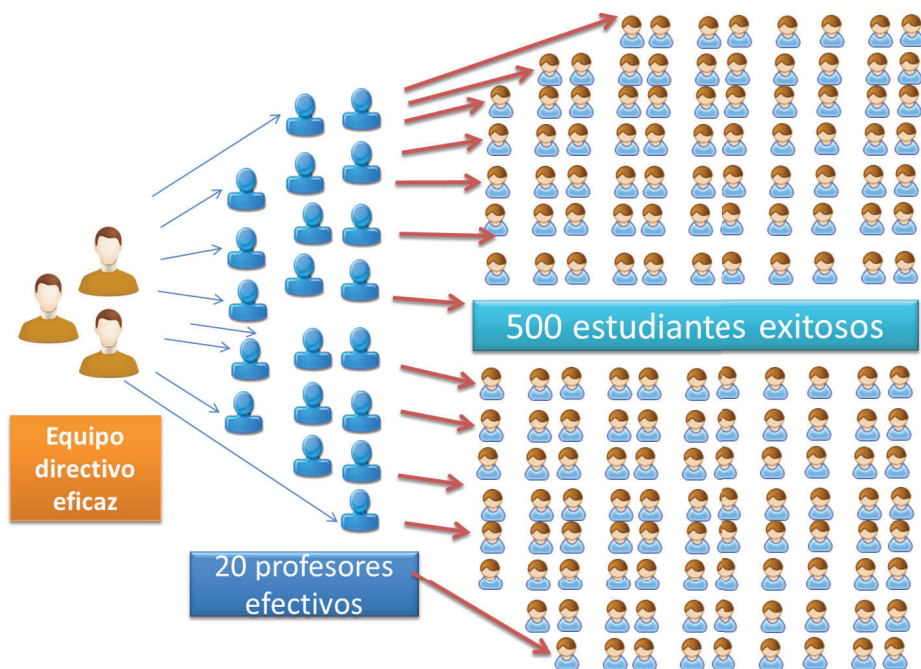 500 estudiantes exitosos
Equipo
directivo
eficaz
20 profesores
efectivos